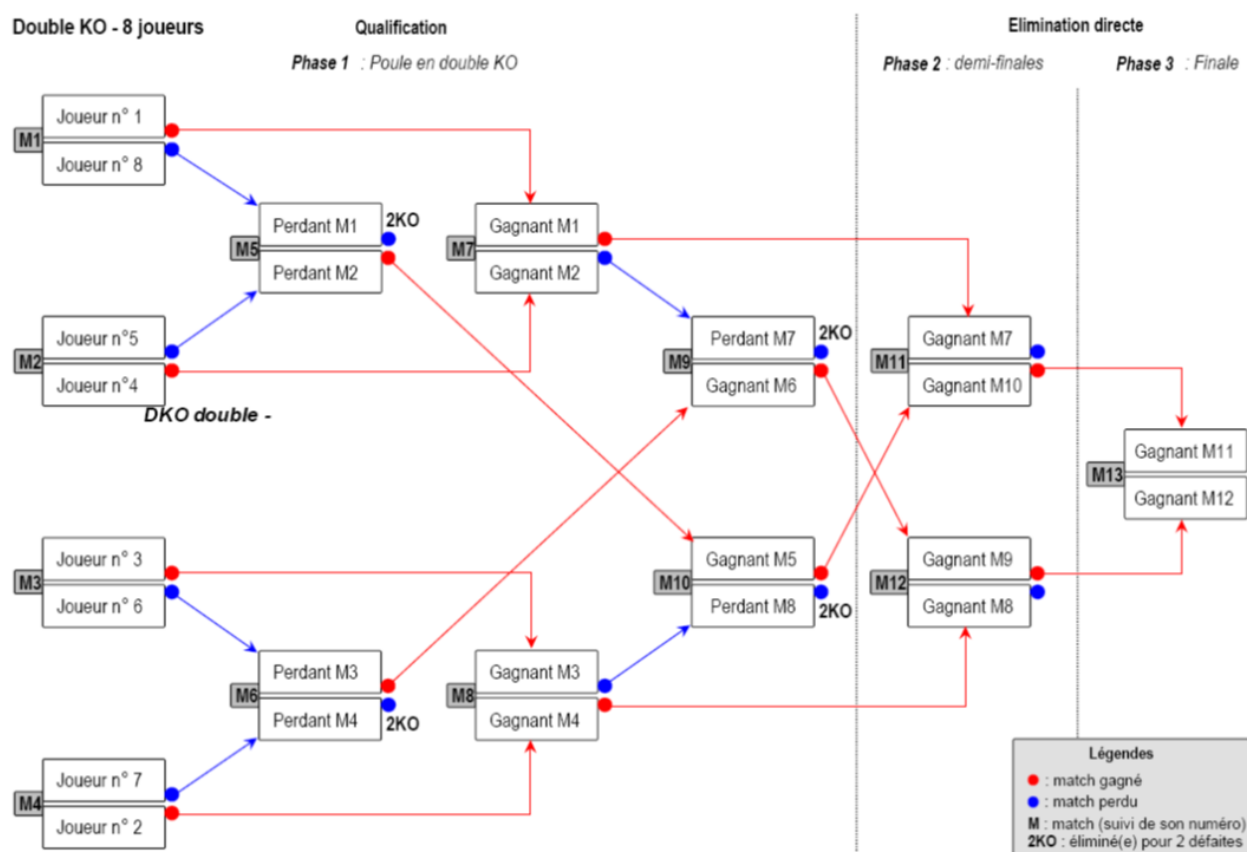 Double KO - 8 joueurs
Qualification
Elimination directe
Phase 1 : Poule en double KO
Phase 2 : demi-finales
Phase 3 : Finale
M1
Joueur n° 1
Joueur n° 8
M5
Perdant M1
Perdant M2
2KO
M7
Gagnant M1
Gagnant M2
M2
Joueur n°5
Joueur n°4
DKO double -
M9
Perdant M7
Gagnant M6
2KO
M11
Gagnant M7
Gagnant M10
M13
Gagnant M11
Gagnant M12
M3
Joueur n° 3
Joueur n° 6
M10
Gagnant M5
Perdant M8
2KO
M12
Gagnant M9
Gagnant M8
M6
Perdant M3
Perdant M4
2KO
M8
Gagnant M3
Gagnant M4
M4
Joueur n° 7
Joueur n° 2
Légendes
: match gagné
: match perdu
M : match (suivi de son numéro)
2KO : éliminé(e) pour 2 défaites